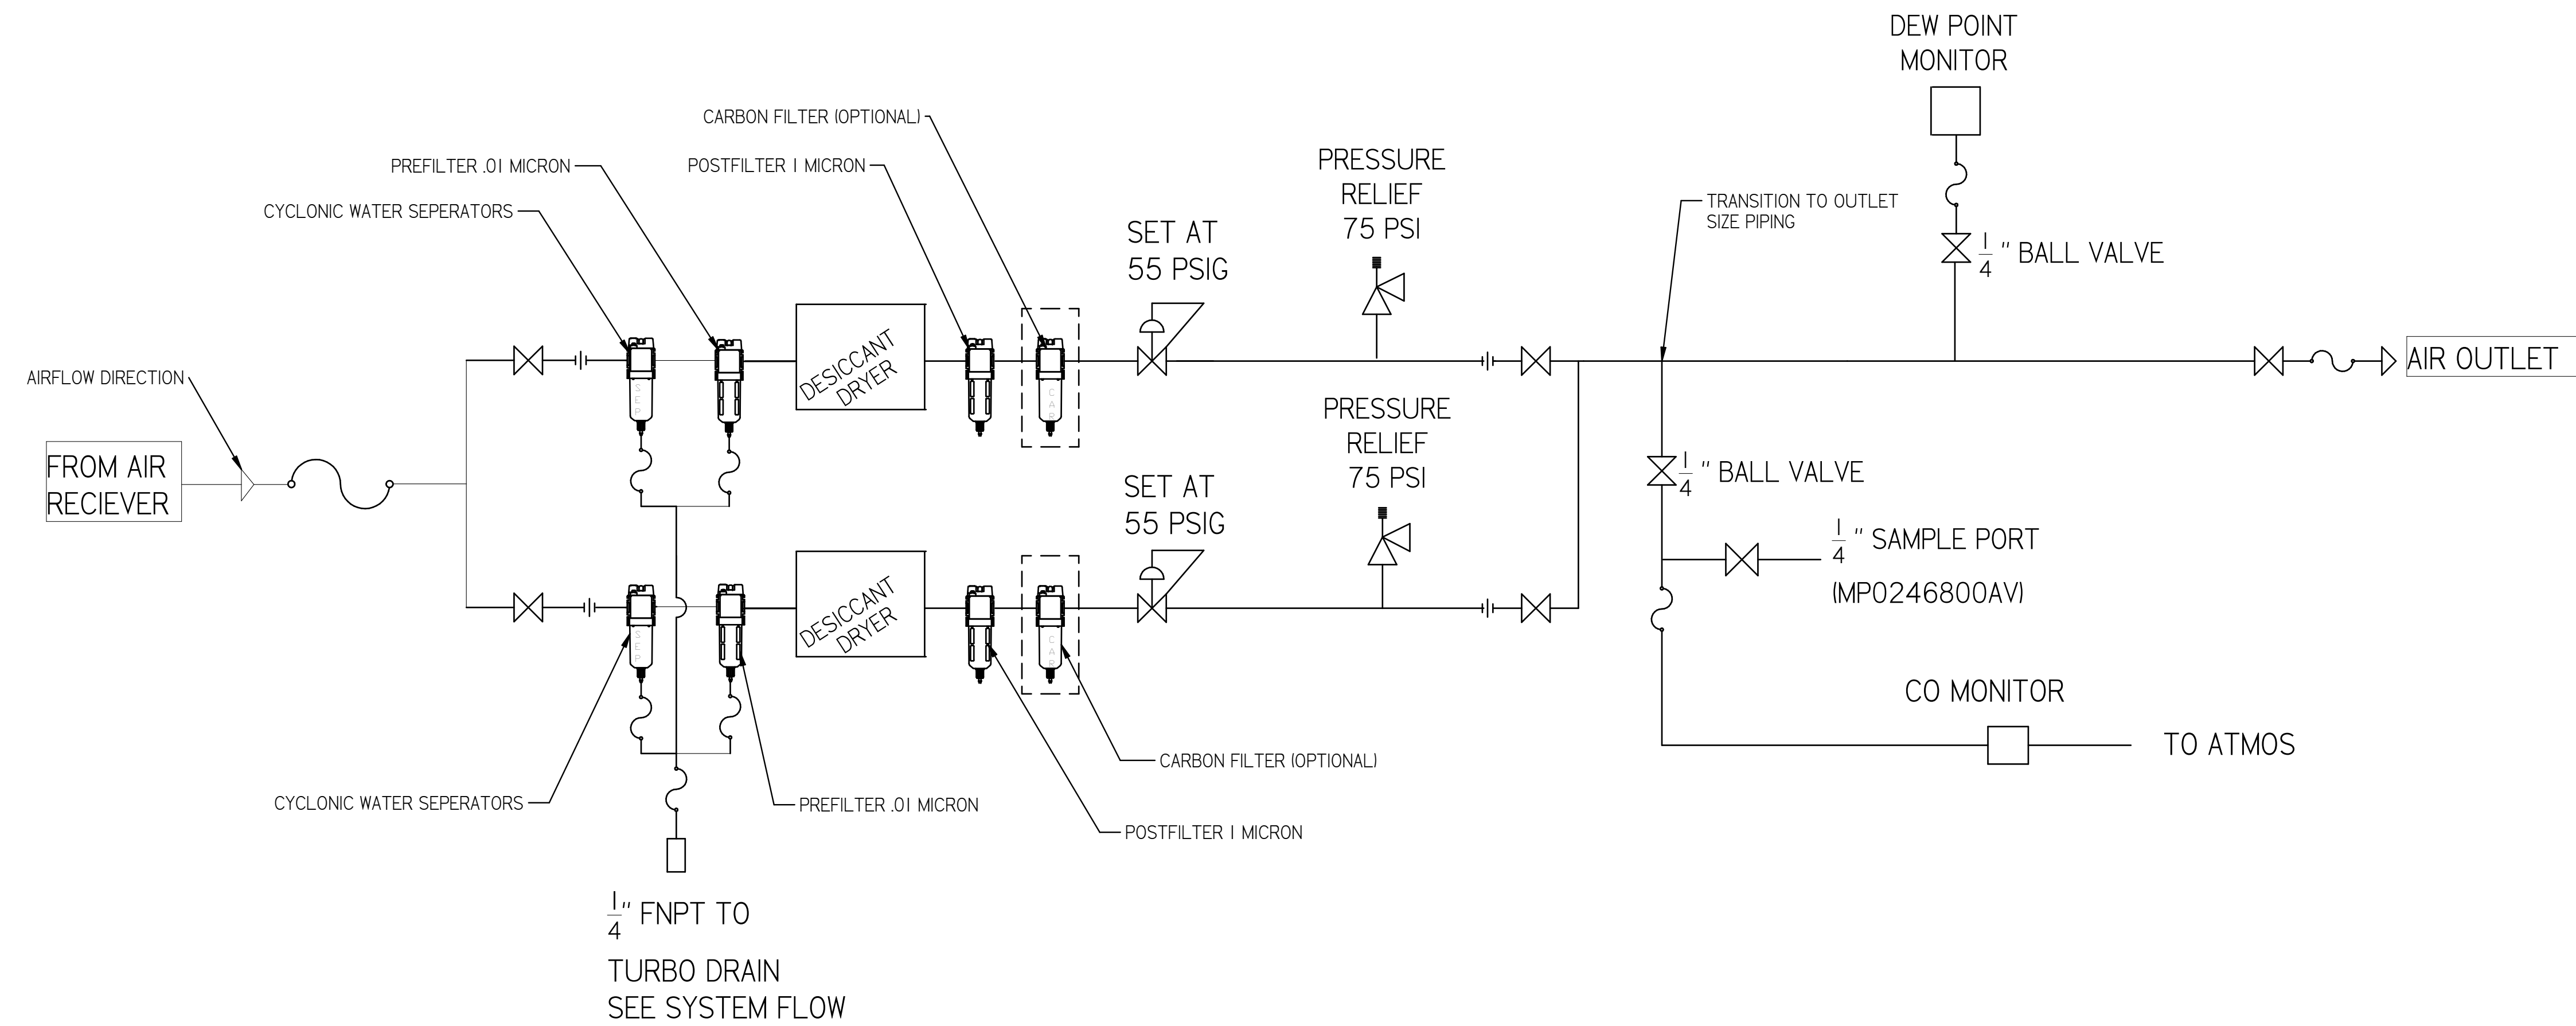 DEW POINT
MONITOR
CARBON FILTER (OPTIONAL)
PREFILTER .01 MICRON
POSTFILTER 1 MICRON
CYCLONIC WATER SEPERATORS
PRESSURE
RELIEF
75 PSI
SET AT
55 PSIG
TRANSITION TO OUTLET
SIZE PIPING
1/4 " BALL VALVE
DESICCANT
DRYER
SEP
CAR
AIR OUTLET
AIRFLOW DIRECTION
FROM AIR
RECIEVER
PRESSURE
RELIEF
75 PSI
SET AT
55 PSIG
1/4 " BALL VALVE
1/4 " SAMPLE PORT
(MP0246800AV)
DESICCANT
DRYER
SEP
CAR
CO MONITOR
TO ATMOS
CARBON FILTER (OPTIONAL)
CYCLONIC WATER SEPERATORS
PREFILTER .01 MICRON
POSTFILTER 1 MICRON
1/4" FNPT TO
TURBO DRAIN
SEE SYSTEM FLOW